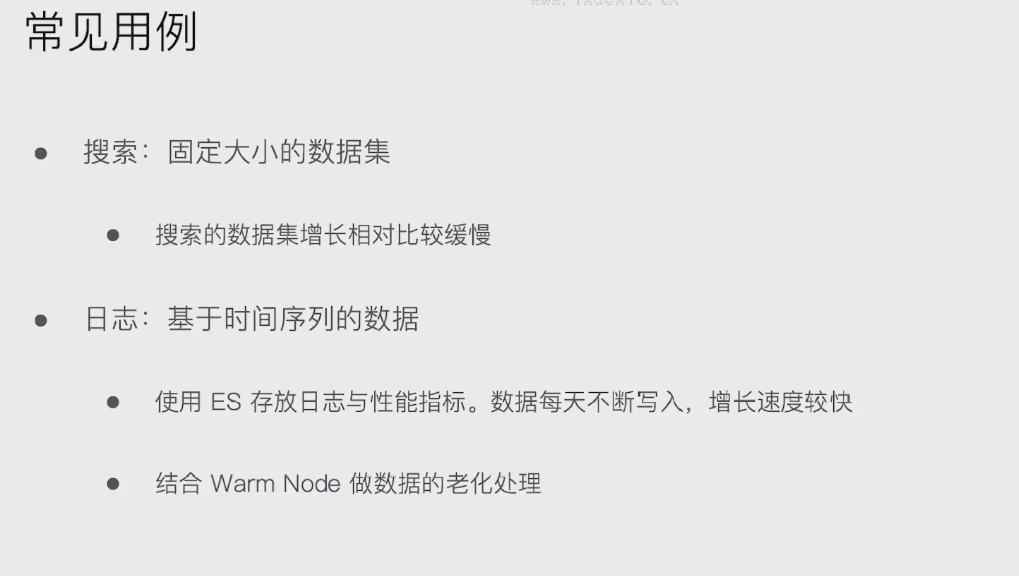 常见用例
搜索：固定大小的数据集
搜索的数据集增长相对比较缓慢
日志：基于时间序列的数据
使用 ES 存放日志与性能指标。数据每天不断写入，增长速度较快
结合 Warm Node 做数据的老化处理